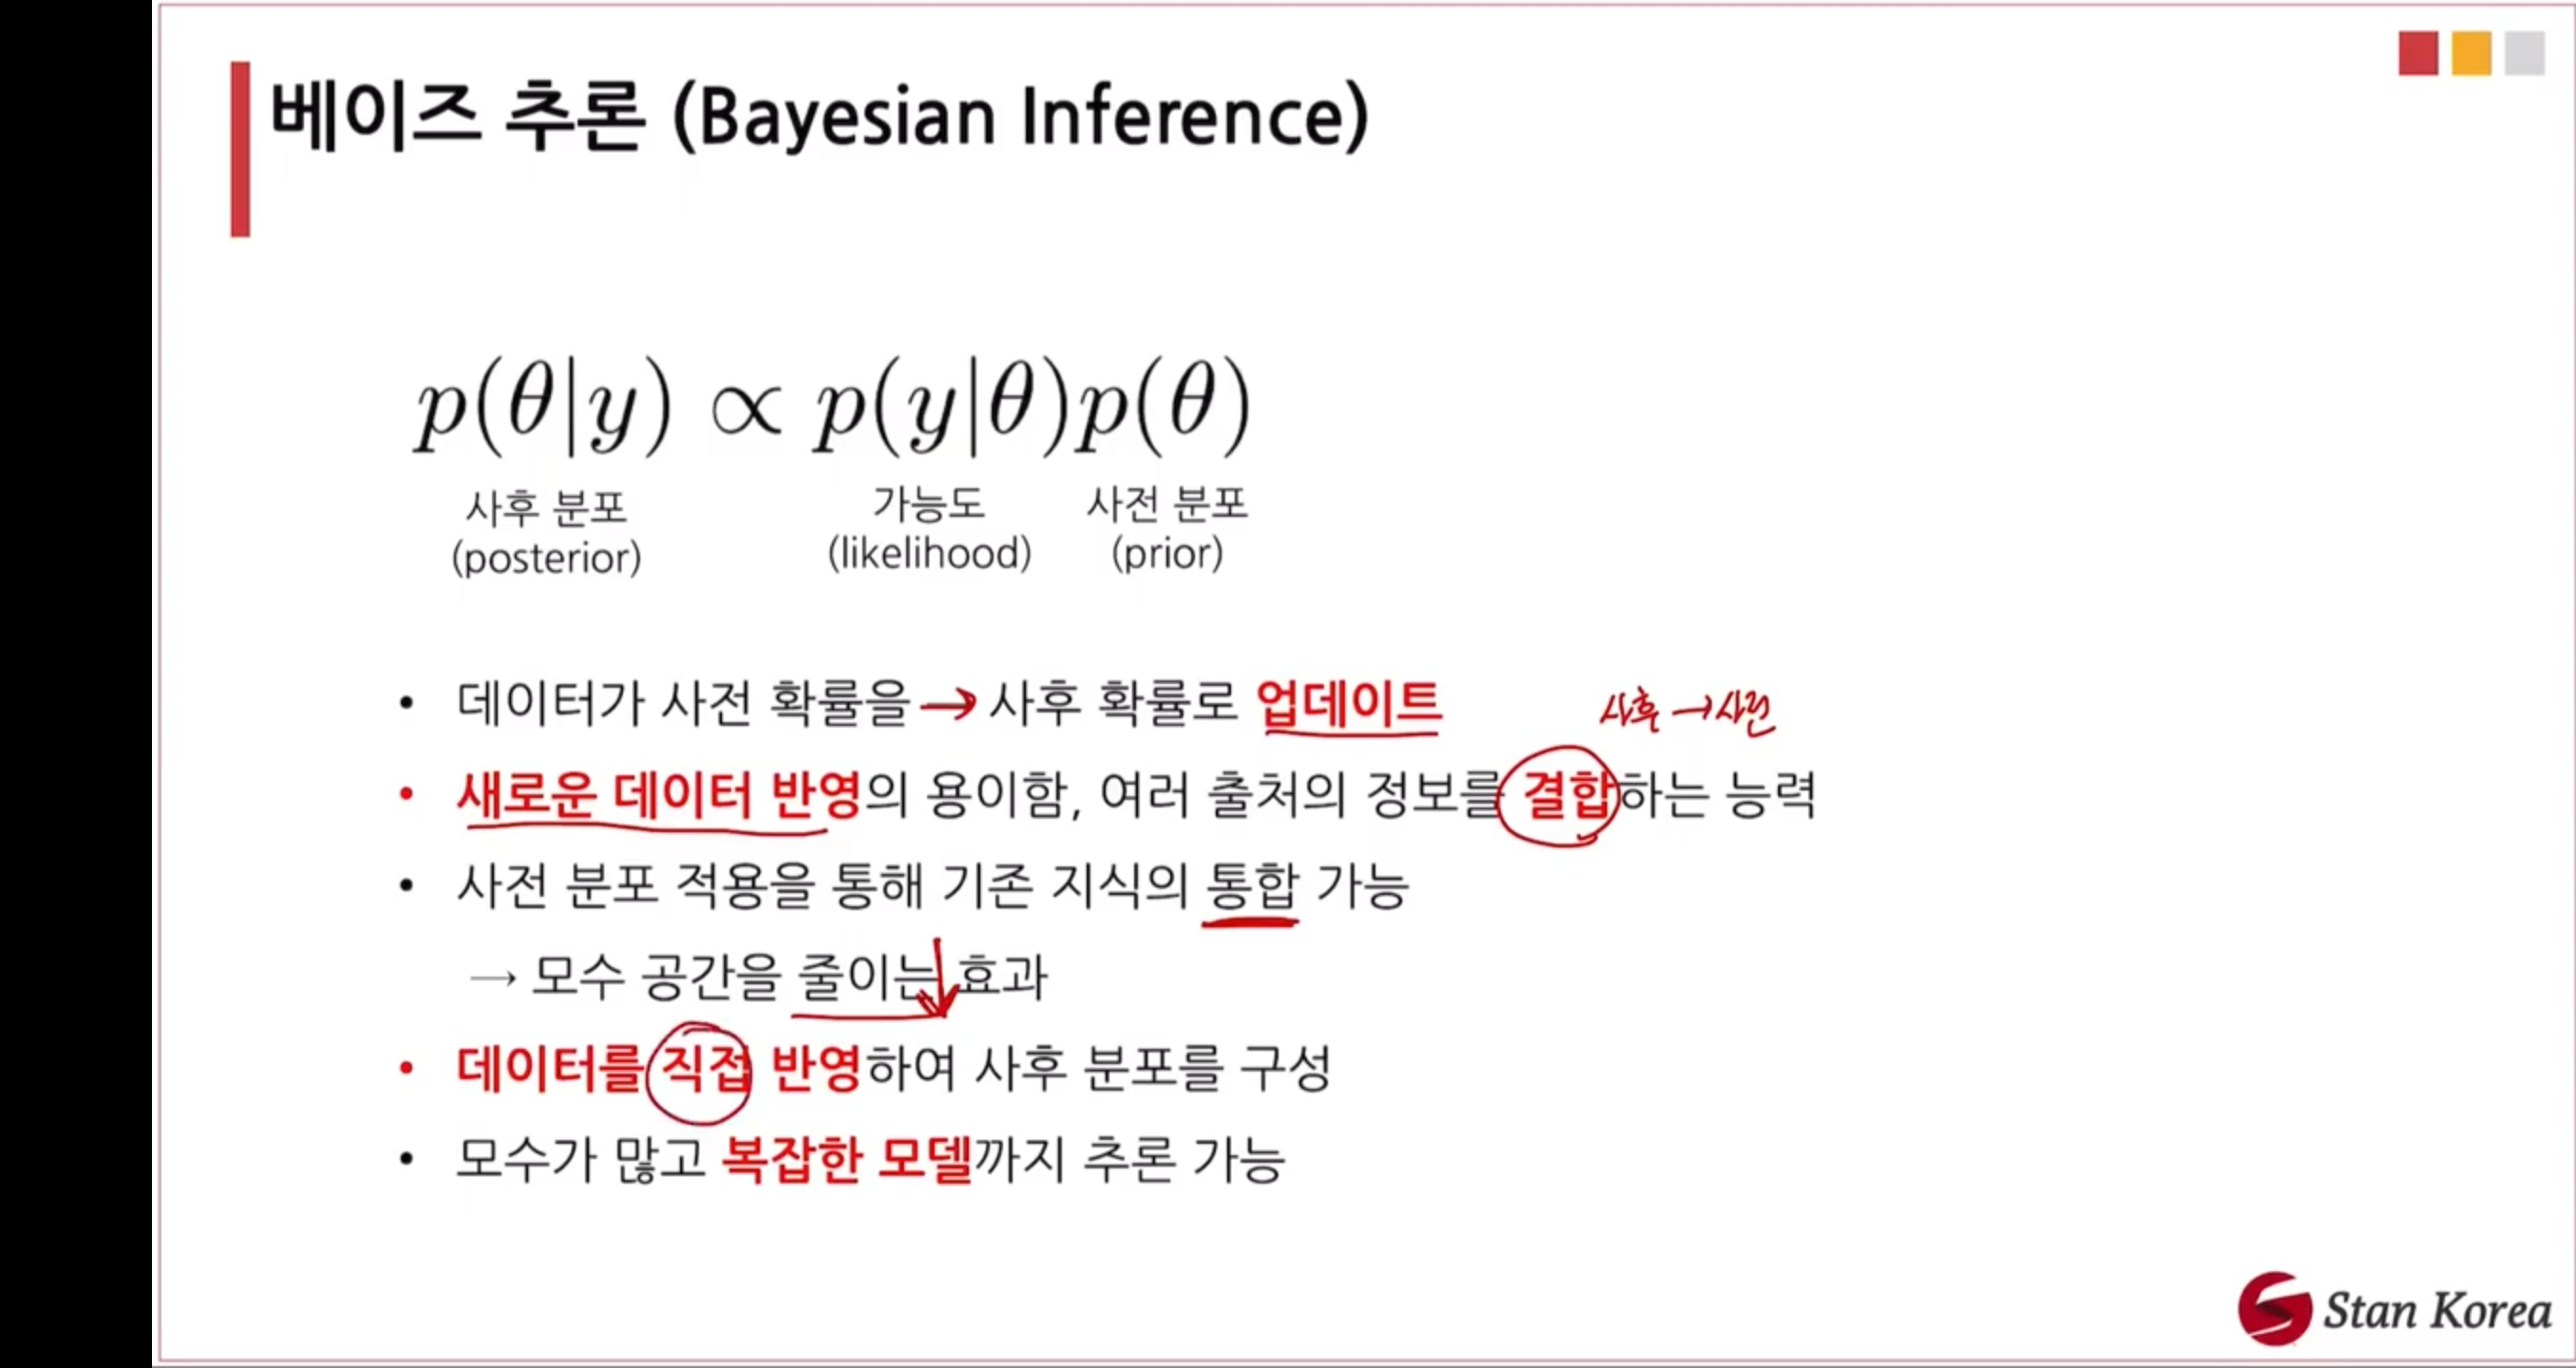 베이즈 추론 (Bayesian Inference)
p(θ|y) ∝ p(y|θ)p(θ)
사후 분포 가능도 사전 분포
(posterior) (likelihood) (prior)
사후 → 사전
• 데이터가 사전 확률을 → 사후 확률로 업데이트
• 새로운 데이터 반영의 용이함, 여러 출처의 정보를 결합하는 능력
• 사전 분포 적용을 통해 기존 지식의 통합 가능
→ 모수 공간을 줄이는 효과
• 데이터를 직접 반영하여 사후 분포를 구성
• 모수가 많고 복잡한 모델까지 추론 가능
Stan Korea